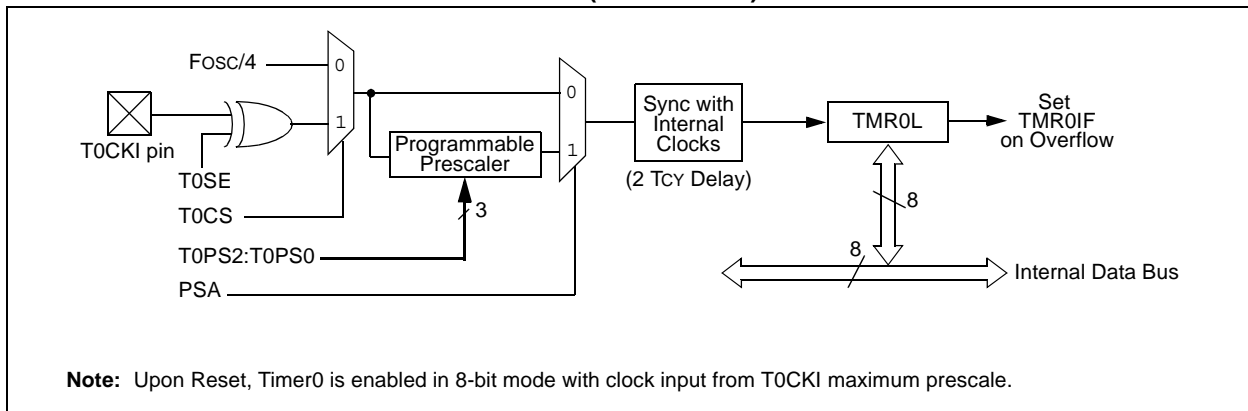 FOSC/4
0
1
T0CKI pin
T0SE
T0CS
T0PS2:T0PS0
PSA
Programmable
Prescaler
3
0
1
Sync with
Internal
Clocks
(2 TCY Delay)
TMR0L
Set
TMR0IF
on Overflow
8
8
Internal Data Bus
Note: Upon Reset, Timer0 is enabled in 8-bit mode with clock input from T0CKI maximum prescale.